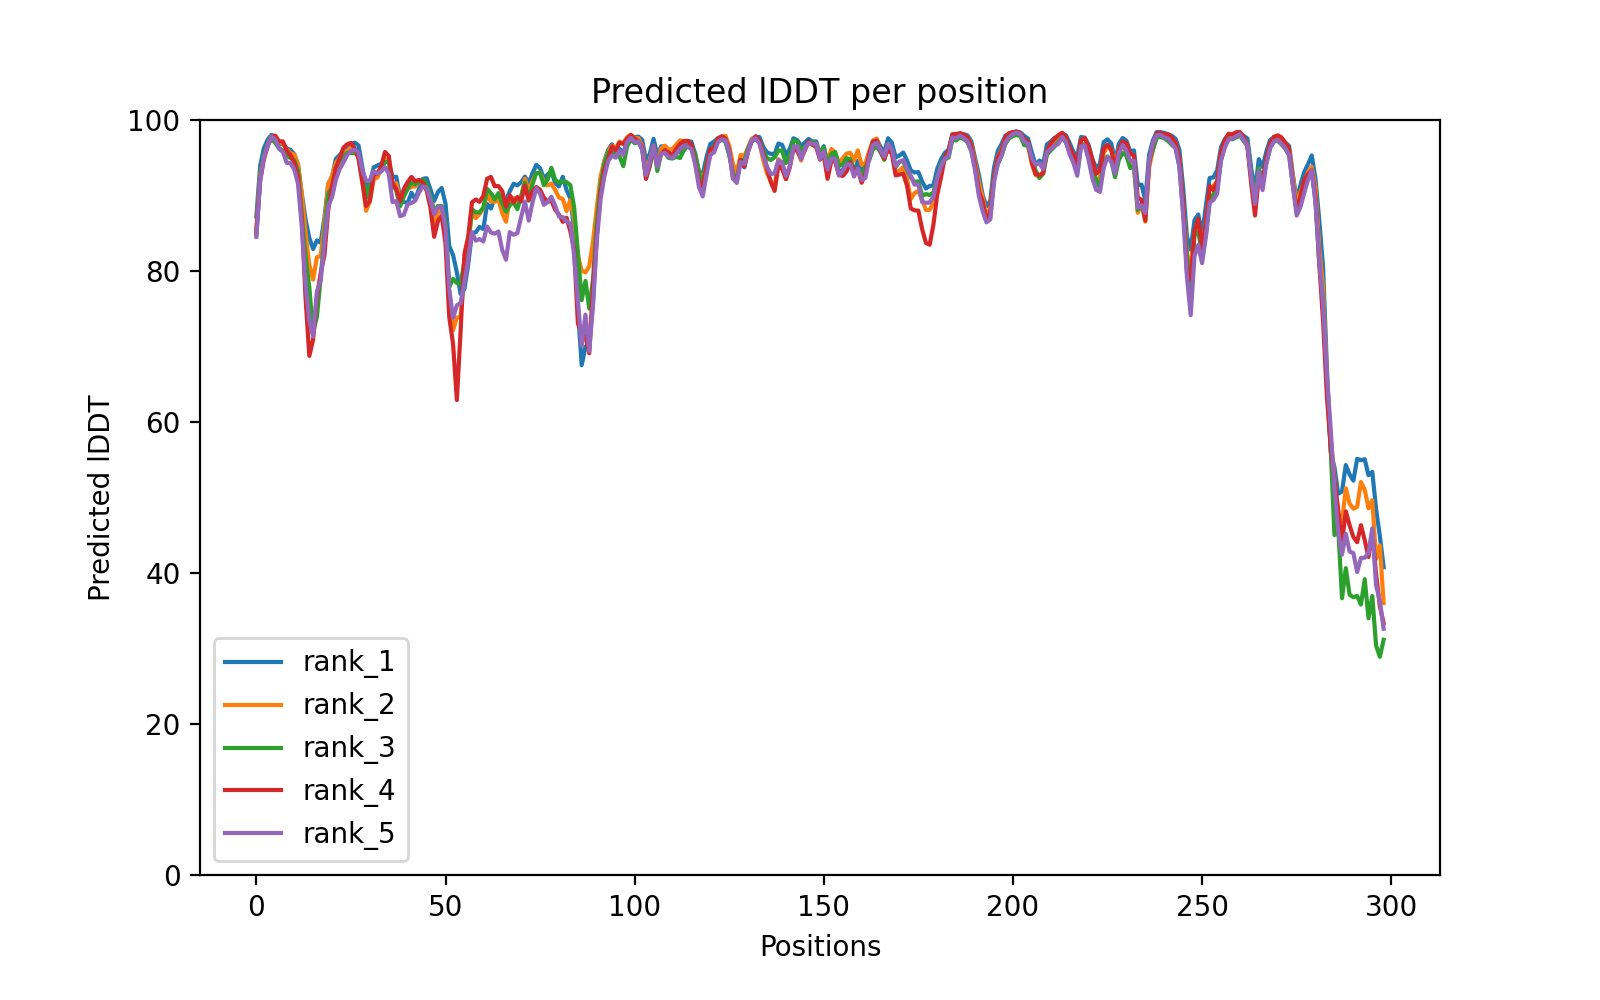 Predicted lDDT per position
100
80
60
40
20
0
Predicted lDDT
rank_1
rank_2
rank_3
rank_4
rank_5
0 50 100 150 200 250 300
Positions